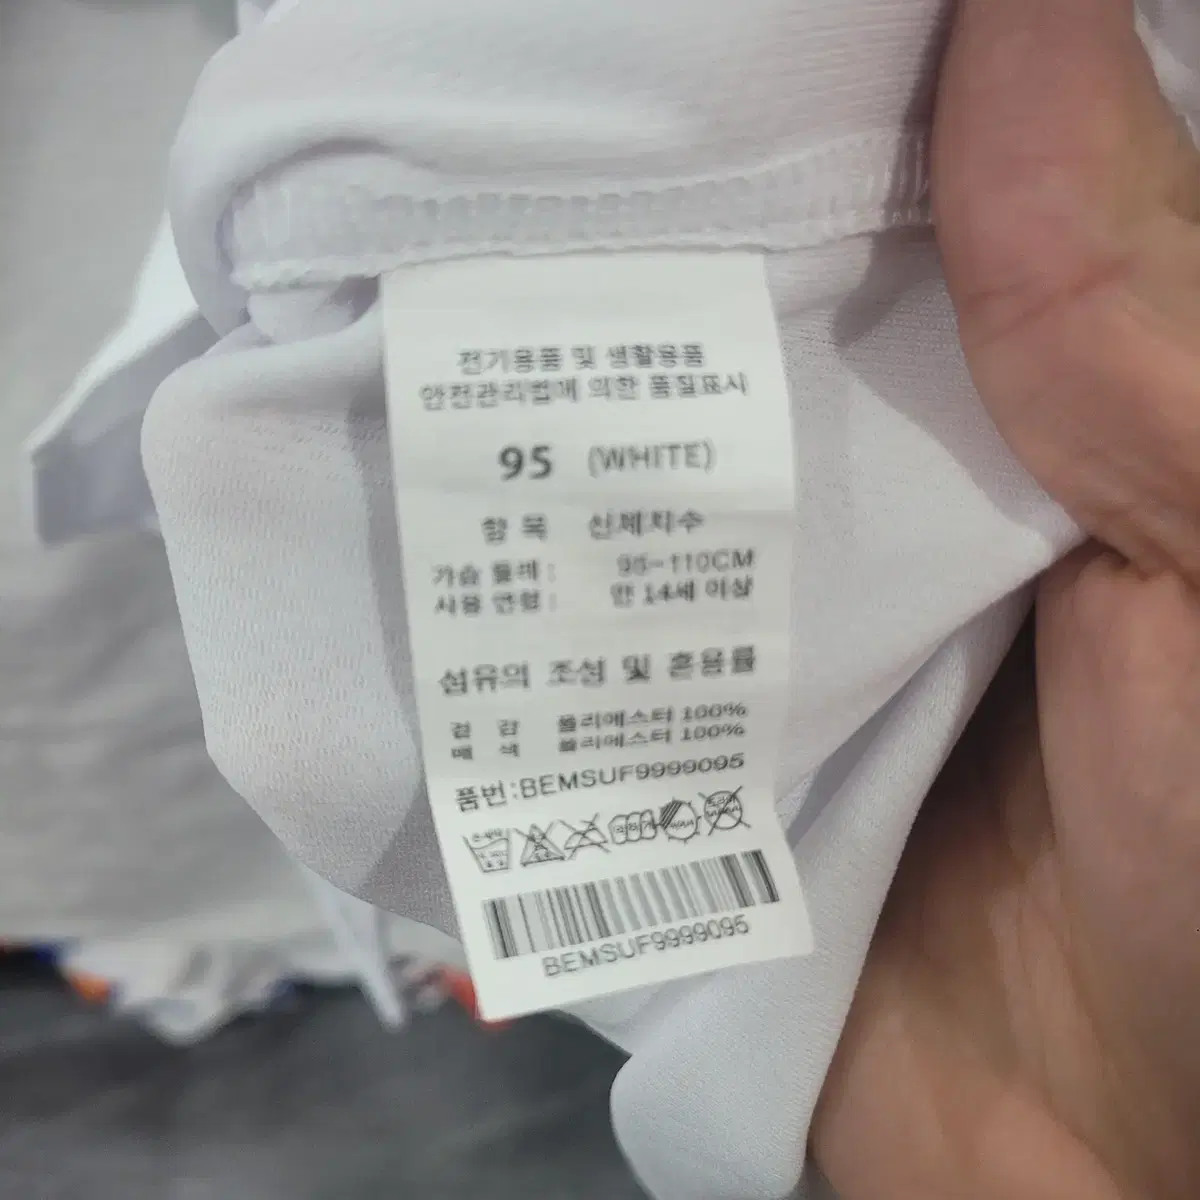 전기용품 및 생활용품
안전관리법에 의한 품질표시
95 (WHITE)
항 목 신체치수
가슴 둘레 : 95-110CM
사용 연령 : 만 14세 이상
섬유의 조성 및 혼용률
겉 감 폴리에스터 100%
배 색 폴리에스터 100%
품번:BEMSUF9999095
BEMSUF9999095